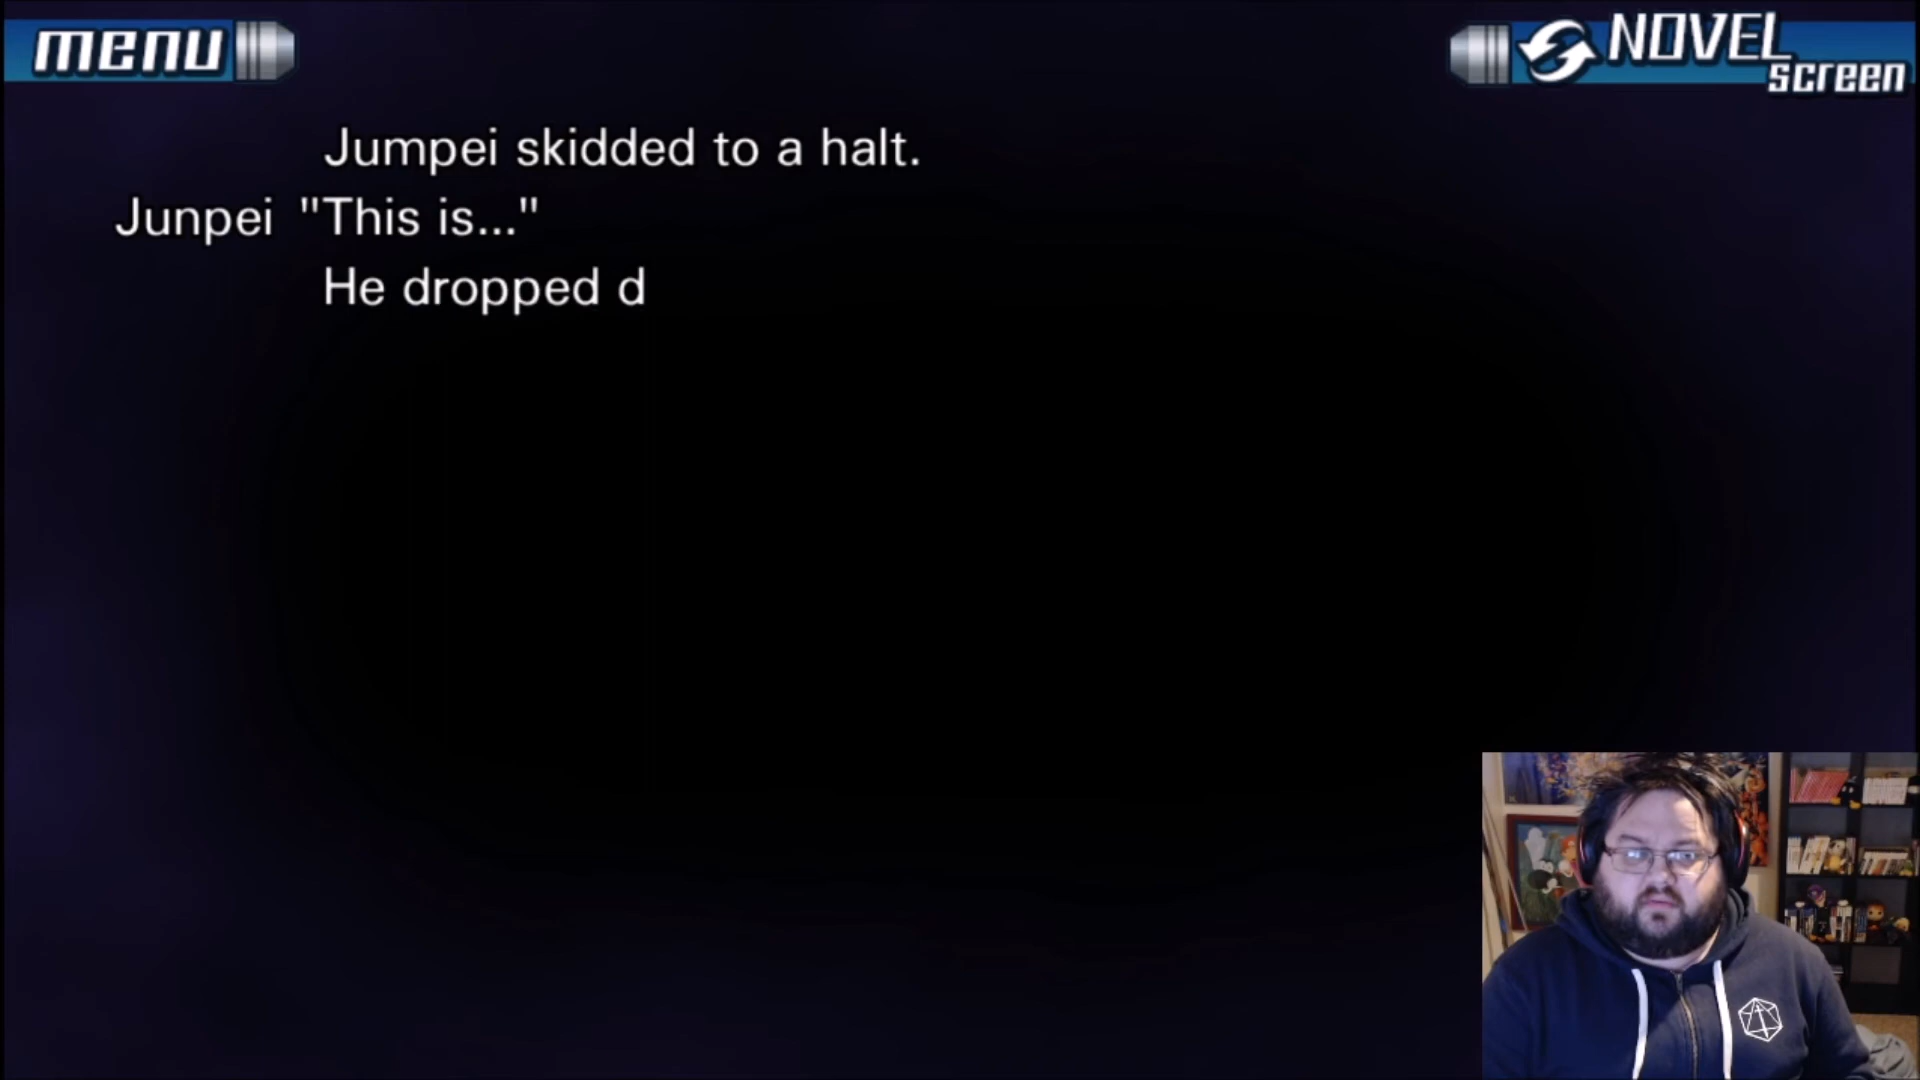 menu
NOVEL
screen
Jumpei skidded to a halt.
Junpei "This is..."
He dropped d